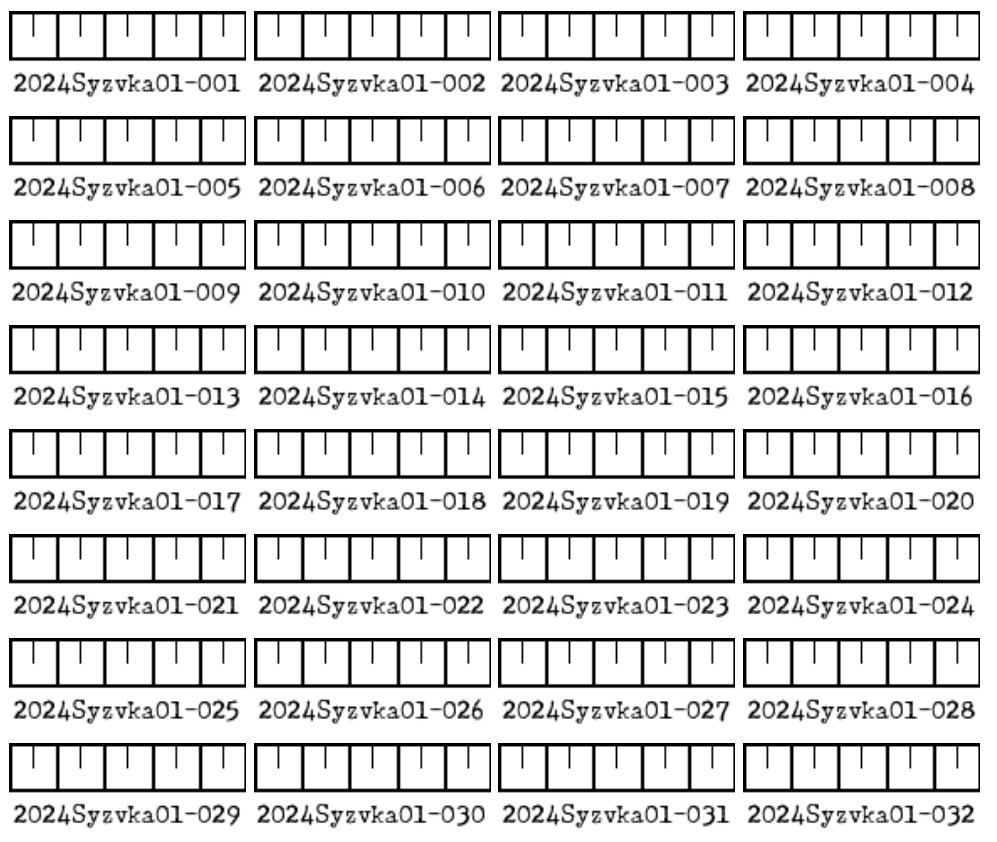 2024Syzvka01-001 2024Syzvka01-002 2024Syzvka01-003 2024Syzvka01-004
2024Syzvka01-005 2024Syzvka01-006 2024Syzvka01-007 2024Syzvka01-008
2024Syzvka01-009 2024Syzvka01-010 2024Syzvka01-011 2024Syzvka01-012
2024Syzvka01-013 2024Syzvka01-014 2024Syzvka01-015 2024Syzvka01-016
2024Syzvka01-017 2024Syzvka01-018 2024Syzvka01-019 2024Syzvka01-020
2024Syzvka01-021 2024Syzvka01-022 2024Syzvka01-023 2024Syzvka01-024
2024Syzvka01-025 2024Syzvka01-026 2024Syzvka01-027 2024Syzvka01-028
2024Syzvka01-029 2024Syzvka01-030 2024Syzvka01-031 2024Syzvka01-032